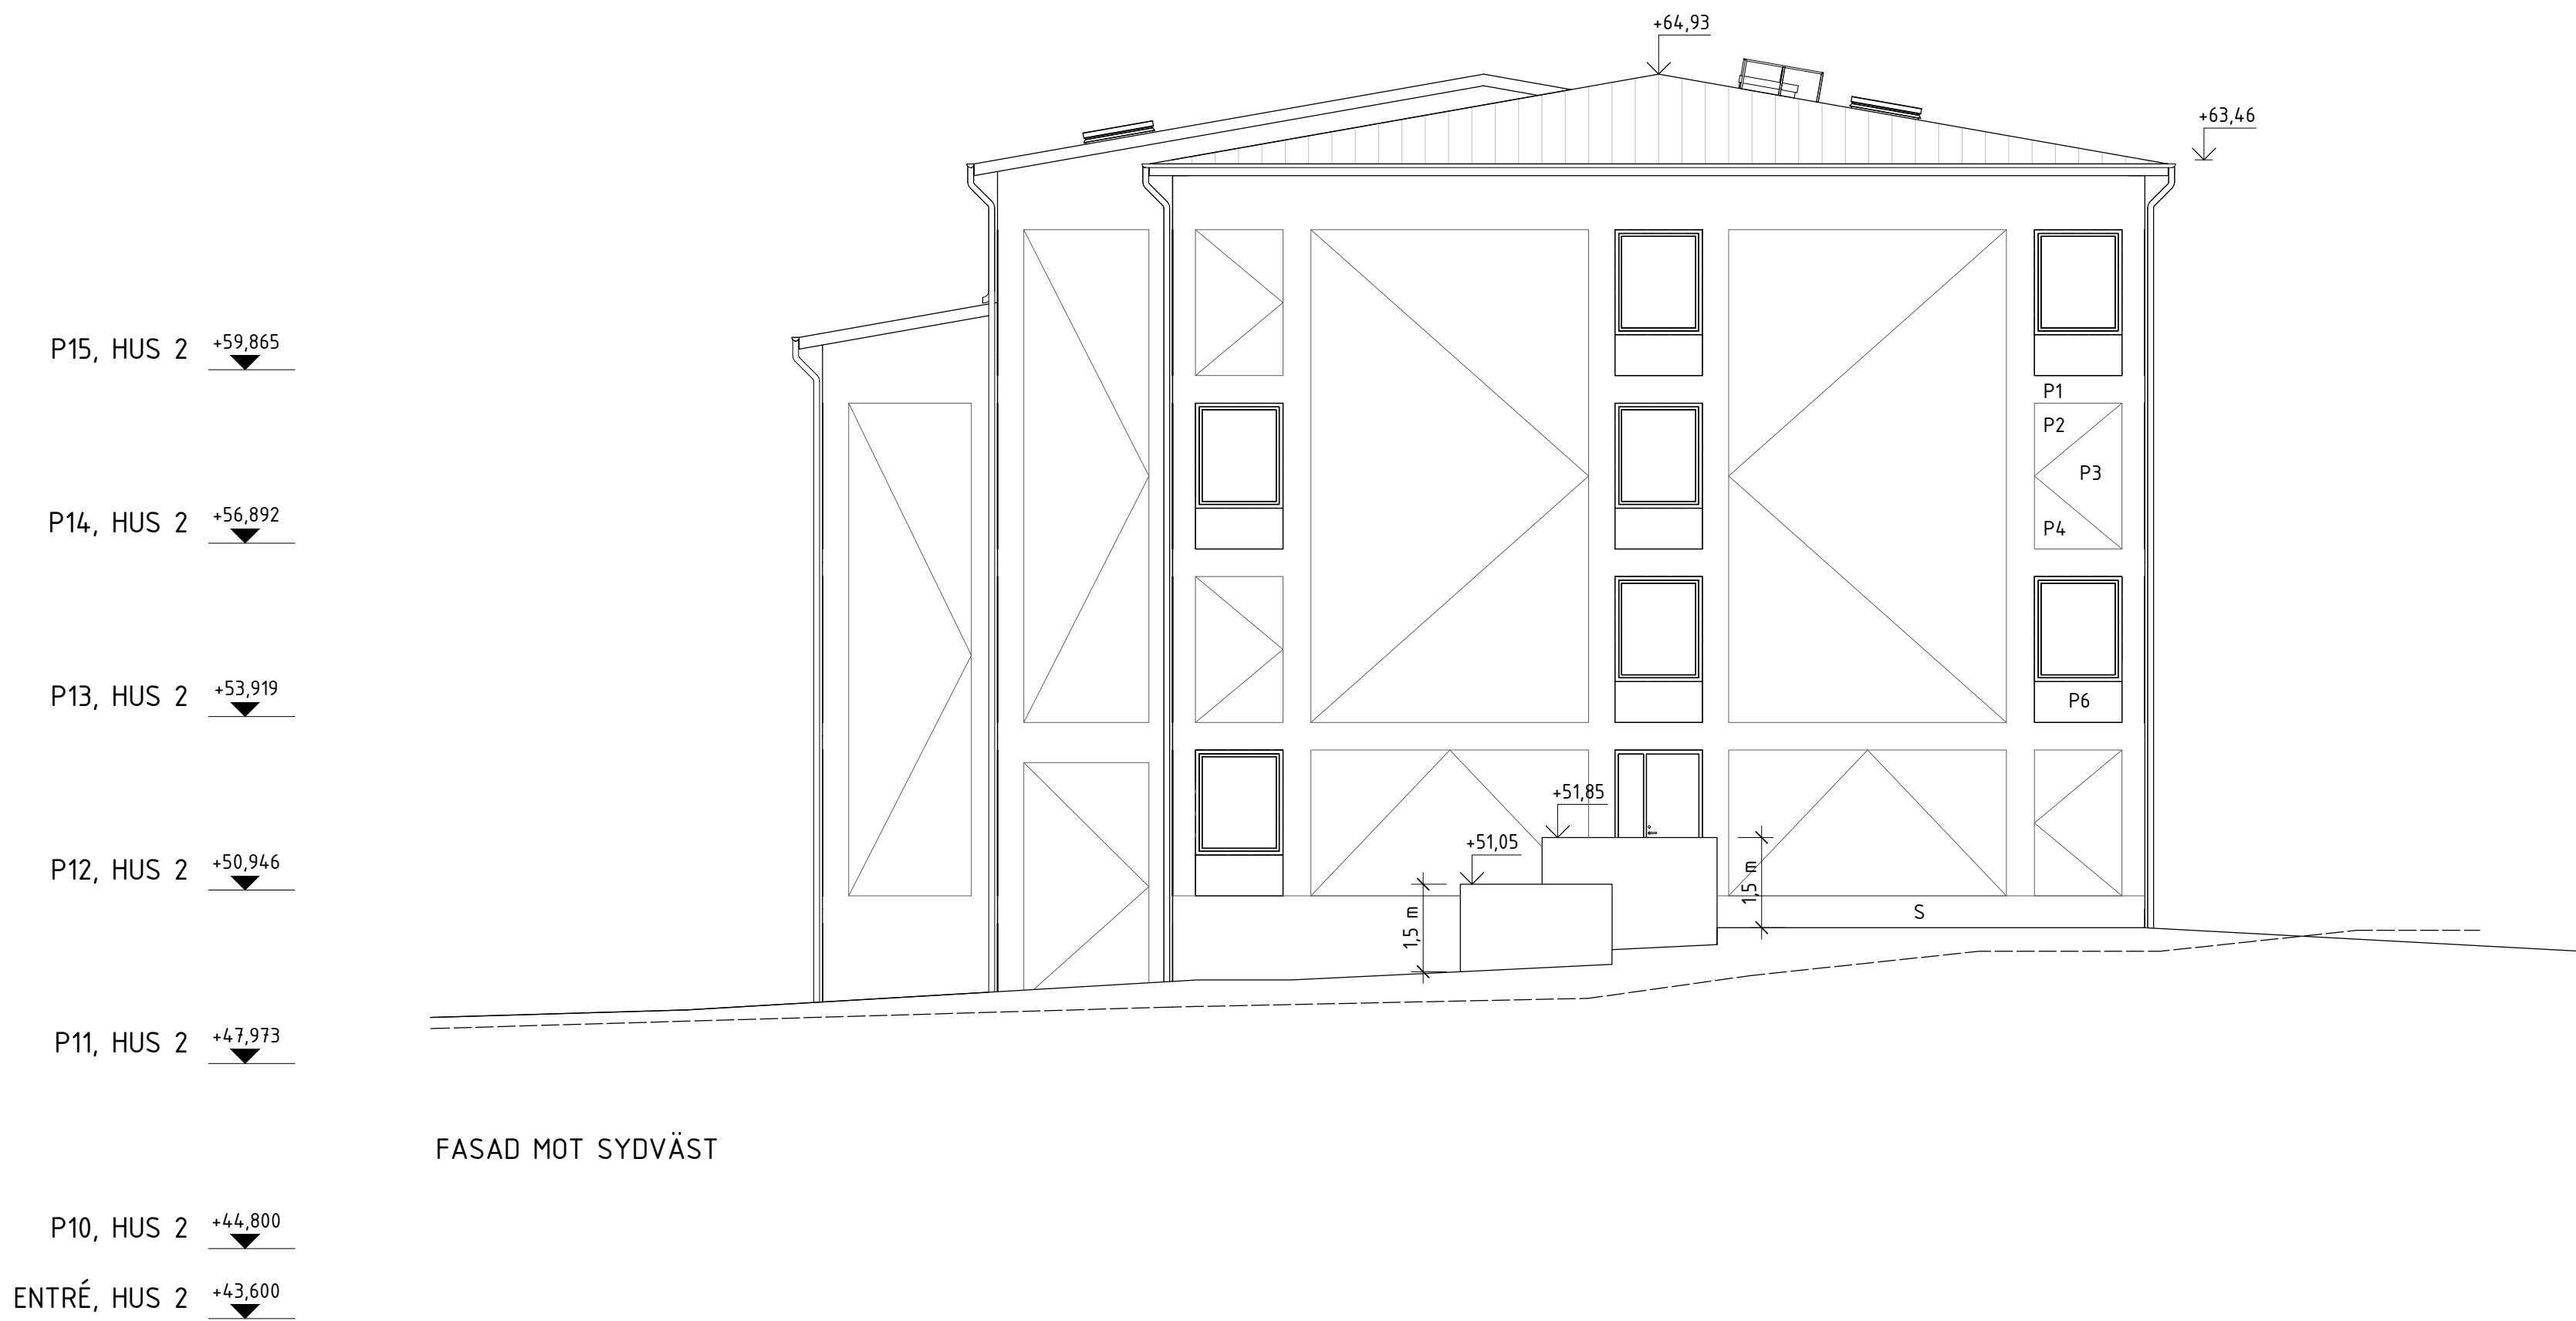 +64,93
+63,46
P15, HUS 2 +59,865
P1
P2
P3
P14, HUS 2 +56,892
P4
P13, HUS 2 +53,919
P6
+51,85
+51,05
P12, HUS 2 +50,946
1,5 m
1,5 m
S
P11, HUS 2 +47,973
FASAD MOT SYDVÄST
P10, HUS 2 +44,800
ENTRÉ, HUS 2 +43,600